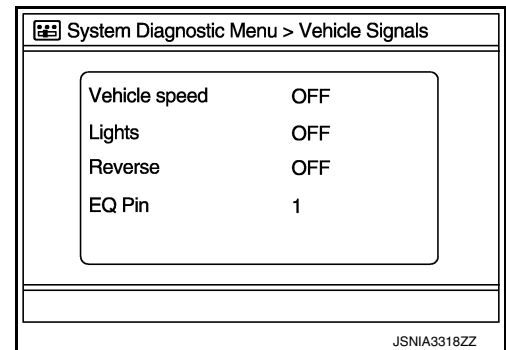 System Diagnostic Menu > Vehicle Signals
Vehicle speed OFF
Lights OFF
Reverse OFF
EQ Pin 1
JSNIA3318ZZ